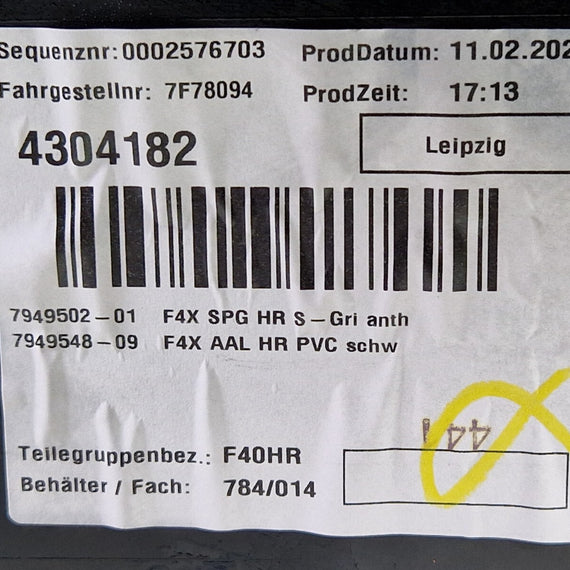 Sequenznr: 0002576703 ProdDatum: 11.02.202
Fahrgestellnr: 7F78094 ProdZeit: 17:13
4304182 Leipzig
7949502-01 F4X SPG HR S-Gri anth
7949548-09 F4X AAL HR PVC schw
Teilegruppenbez.: F40HR
Behälter / Fach: 784/014